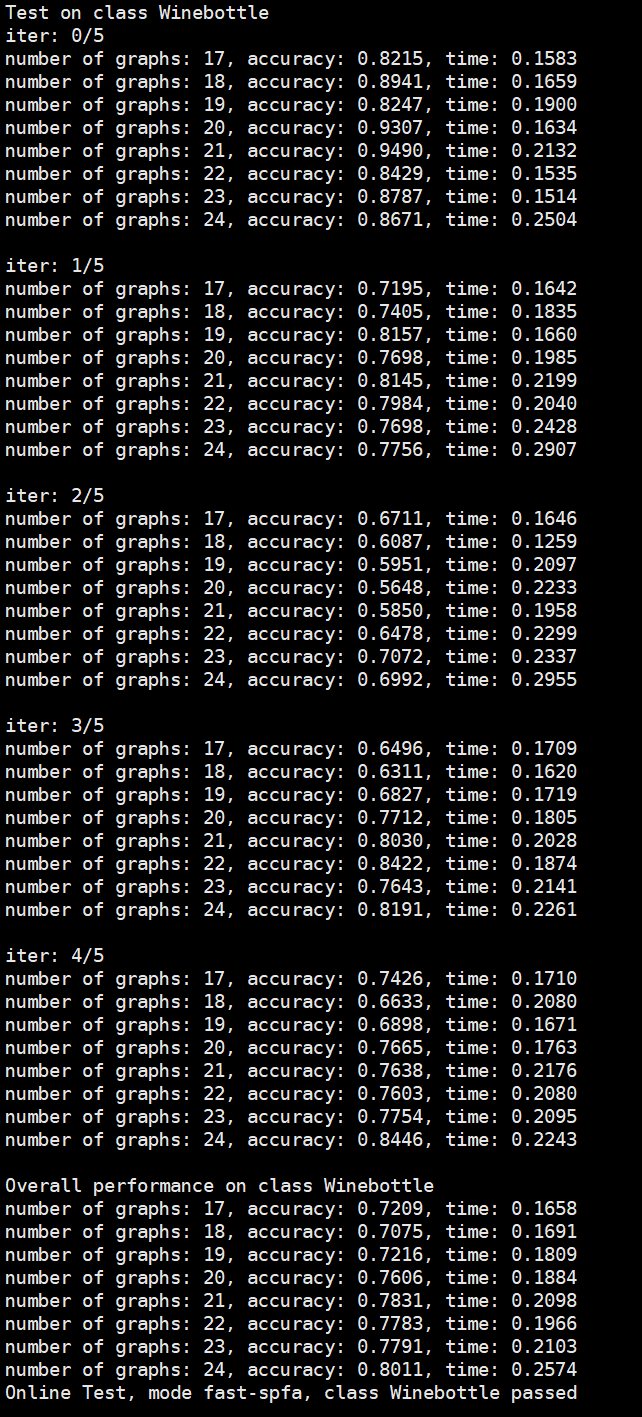 Test on class Winebottle
iter: 0/5
number of graphs: 17, accuracy: 0.8215, time: 0.1583
number of graphs: 18, accuracy: 0.8941, time: 0.1659
number of graphs: 19, accuracy: 0.8247, time: 0.1900
number of graphs: 20, accuracy: 0.9307, time: 0.1634
number of graphs: 21, accuracy: 0.9490, time: 0.2132
number of graphs: 22, accuracy: 0.8429, time: 0.1535
number of graphs: 23, accuracy: 0.8787, time: 0.1514
number of graphs: 24, accuracy: 0.8671, time: 0.2504
iter: 1/5
number of graphs: 17, accuracy: 0.7195, time: 0.1642
number of graphs: 18, accuracy: 0.7405, time: 0.1835
number of graphs: 19, accuracy: 0.8157, time: 0.1660
number of graphs: 20, accuracy: 0.7698, time: 0.1985
number of graphs: 21, accuracy: 0.8145, time: 0.2199
number of graphs: 22, accuracy: 0.7984, time: 0.2040
number of graphs: 23, accuracy: 0.7698, time: 0.2428
number of graphs: 24, accuracy: 0.7756, time: 0.2907
iter: 2/5
number of graphs: 17, accuracy: 0.6711, time: 0.1646
number of graphs: 18, accuracy: 0.6087, time: 0.1259
number of graphs: 19, accuracy: 0.5951, time: 0.2097
number of graphs: 20, accuracy: 0.5648, time: 0.2233
number of graphs: 21, accuracy: 0.5850, time: 0.1958
number of graphs: 22, accuracy: 0.6478, time: 0.2299
number of graphs: 23, accuracy: 0.7072, time: 0.2337
number of graphs: 24, accuracy: 0.6992, time: 0.2955
iter: 3/5
number of graphs: 17, accuracy: 0.6496, time: 0.1709
number of graphs: 18, accuracy: 0.6311, time: 0.1620
number of graphs: 19, accuracy: 0.6827, time: 0.1719
number of graphs: 20, accuracy: 0.7712, time: 0.1805
number of graphs: 21, accuracy: 0.8030, time: 0.2028
number of graphs: 22, accuracy: 0.8422, time: 0.1874
number of graphs: 23, accuracy: 0.7643, time: 0.2141
number of graphs: 24, accuracy: 0.8191, time: 0.2261
iter: 4/5
number of graphs: 17, accuracy: 0.7426, time: 0.1710
number of graphs: 18, accuracy: 0.6633, time: 0.2080
number of graphs: 19, accuracy: 0.6898, time: 0.1671
number of graphs: 20, accuracy: 0.7665, time: 0.1763
number of graphs: 21, accuracy: 0.7638, time: 0.2176
number of graphs: 22, accuracy: 0.7603, time: 0.2080
number of graphs: 23, accuracy: 0.7754, time: 0.2095
number of graphs: 24, accuracy: 0.8446, time: 0.2243
Overall performance on class Winebottle
number of graphs: 17, accuracy: 0.7209, time: 0.1658
number of graphs: 18, accuracy: 0.7075, time: 0.1691
number of graphs: 19, accuracy: 0.7216, time: 0.1809
number of graphs: 20, accuracy: 0.7606, time: 0.1884
number of graphs: 21, accuracy: 0.7831, time: 0.2098
number of graphs: 22, accuracy: 0.7783, time: 0.1966
number of graphs: 23, accuracy: 0.7791, time: 0.2103
number of graphs: 24, accuracy: 0.8011, time: 0.2574
Online Test, mode fast-spfa, class Winebottle passed